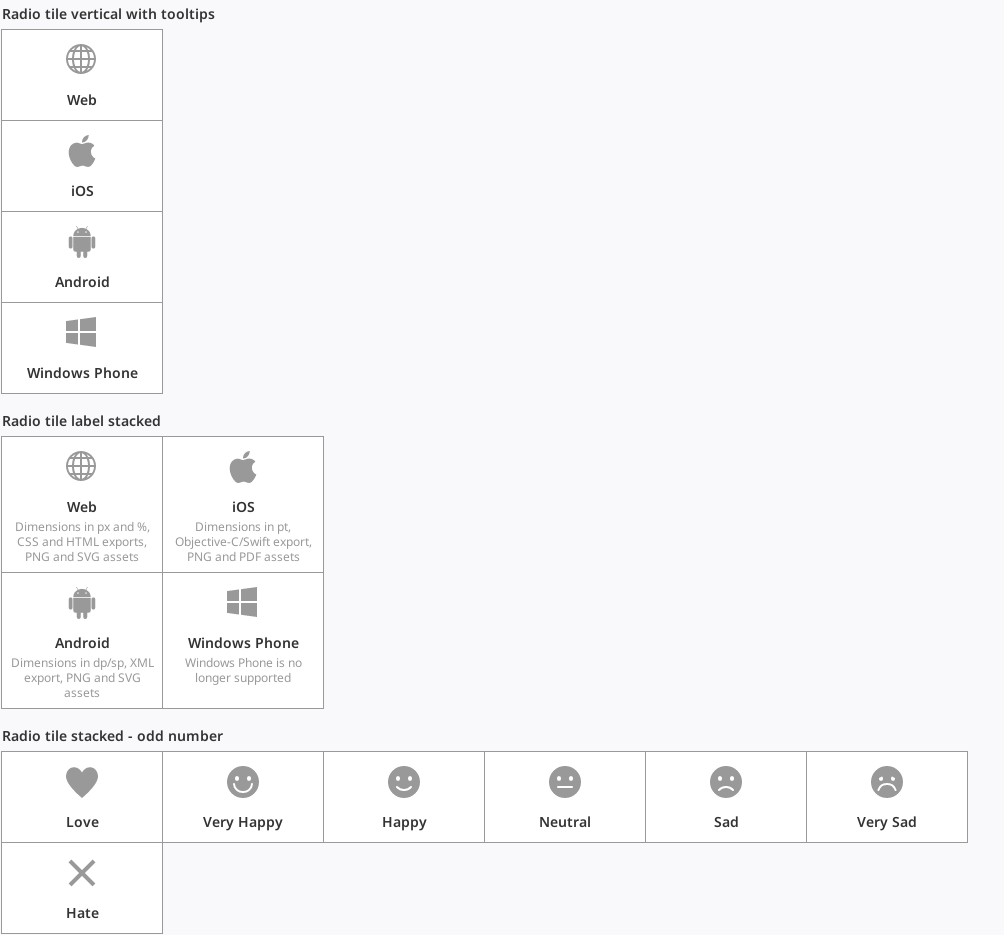 Radio tile vertical with tooltips
Web
iOS
Android
Windows Phone
Radio tile label stacked
Web
Dimensions in px and %,
CSS and HTML exports,
PNG and SVG assets
iOS
Dimensions in pt,
Objective-C/Swift export,
PNG and PDF assets
Android
Dimensions in dp/sp, XML
export, PNG and SVG
assets
Windows Phone
Windows Phone is no
longer supported
Radio tile stacked - odd number
Love
Very Happy
Happy
Neutral
Sad
Very Sad
Hate